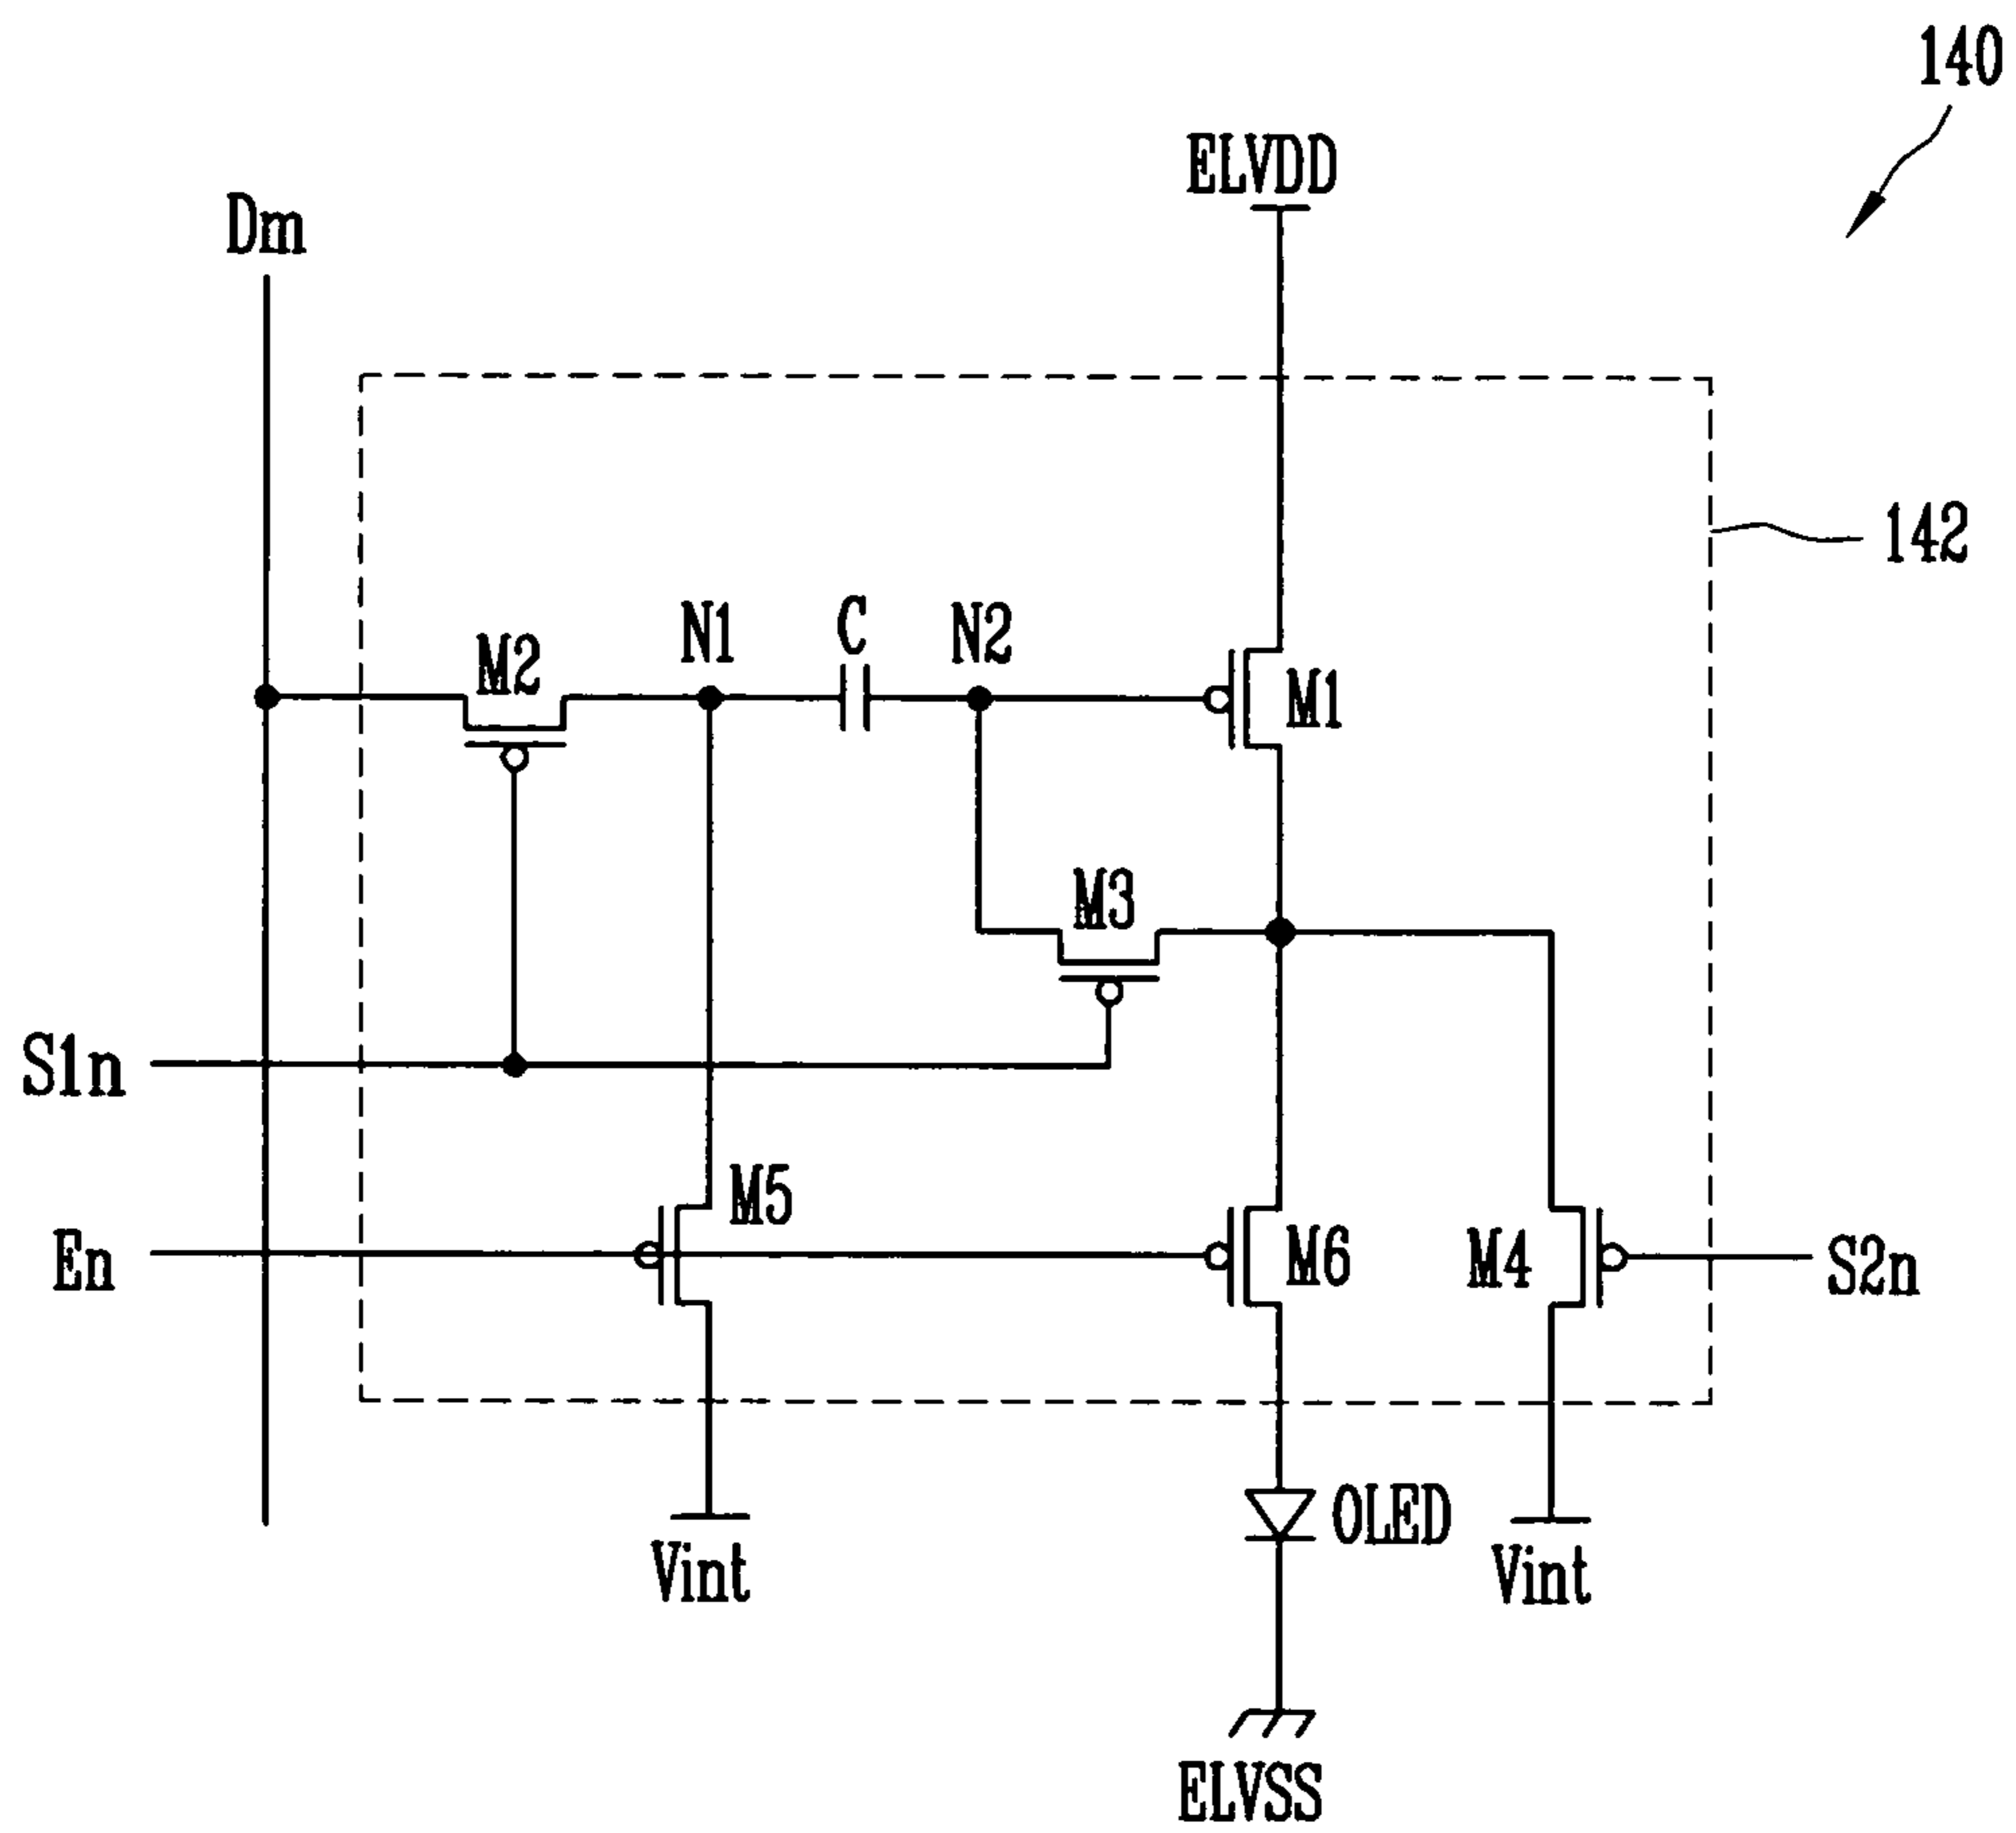 140
ELVDD
Dm
142
N1
C
N2
M2
M1
M3
S1n
M5
En
M6
M4
S2n
OLED
Vint
Vint
ELVSS